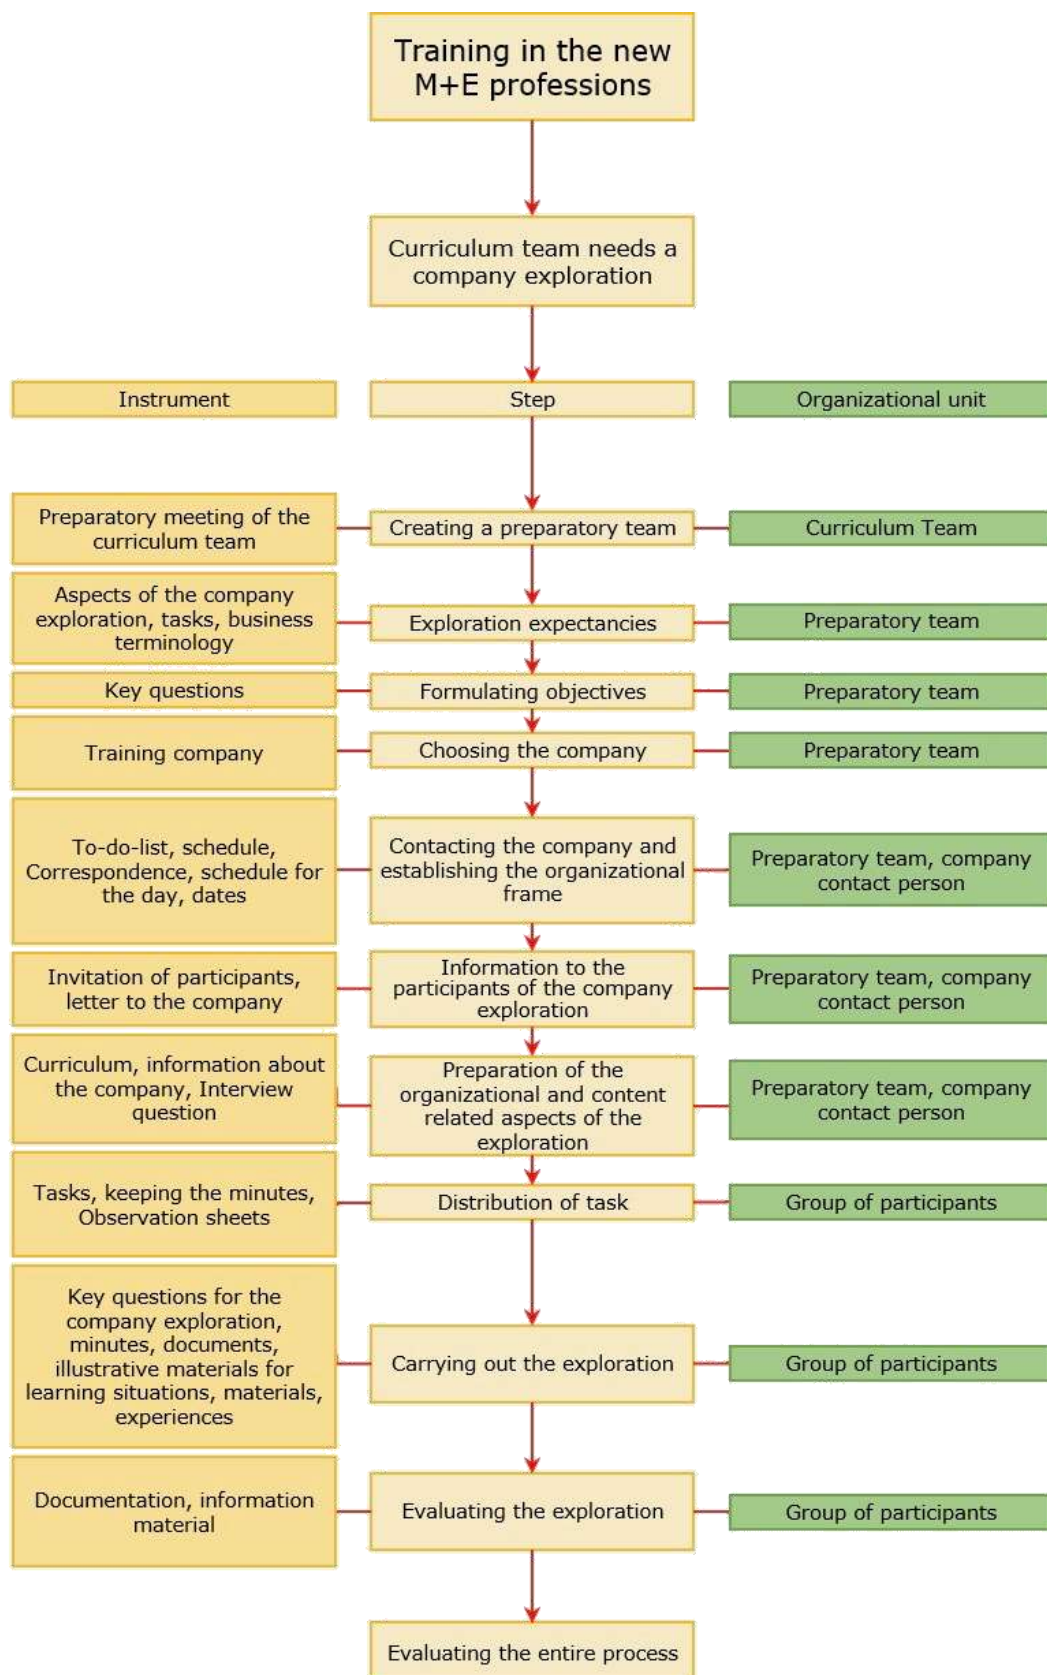 Training in the new
M+E professions
Curriculum team needs a
company exploration
Instrument
Step
Organizational unit
Preparatory meeting of the
curriculum team
Creating a preparatory team
Curriculum Team
Aspects of the company
exploration, tasks, business
terminology
Exploration expectancies
Preparatory team
Key questions
Formulating objectives
Preparatory team
Training company
Choosing the company
Preparatory team
To-do-list, schedule,
Correspondence, schedule for
the day, dates
Contacting the company and
establishing the organizational
frame
Preparatory team, company
contact person
Invitation of participants,
letter to the company
Information to the
participants of the company
exploration
Preparatory team, company
contact person
Curriculum, information about
the company, Interview
question
Preparation of the
organizational and content
related aspects of the
exploration
Preparatory team, company
contact person
Tasks, keeping the minutes,
Observation sheets
Distribution of task
Group of participants
Key questions for the
company exploration,
minutes, documents,
illustrative materials for
learning situations, materials,
experiences
Carrying out the exploration
Group of participants
Documentation, information
material
Evaluating the exploration
Group of participants
Evaluating the entire process